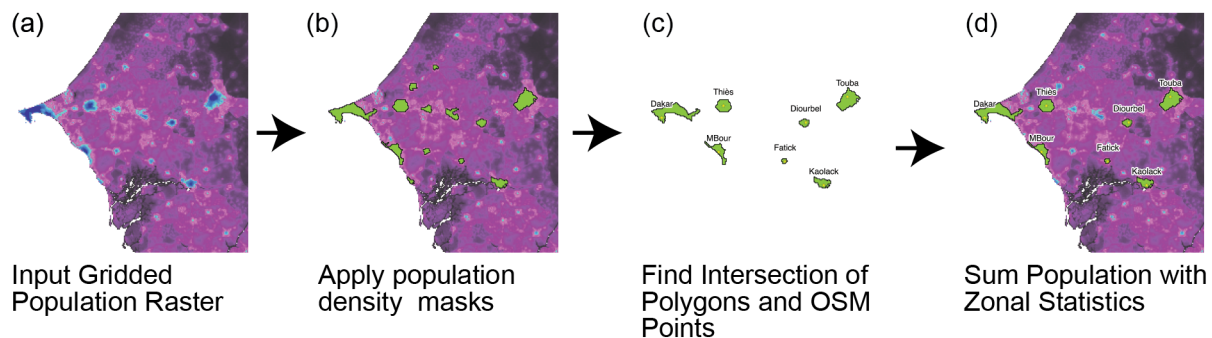 (a)
(b)
(c)
(d)
Touba
Thiès
Dakar
Diourbel
MBour
Fatick
Kaolack
Touba
Thiès
Dakar
Diourbel
MBour
Fatick
Kaolack
Input Gridded
Population Raster
Apply population
density masks
Find Intersection of
Polygons and OSM
Points
Sum Population with
Zonal Statistics